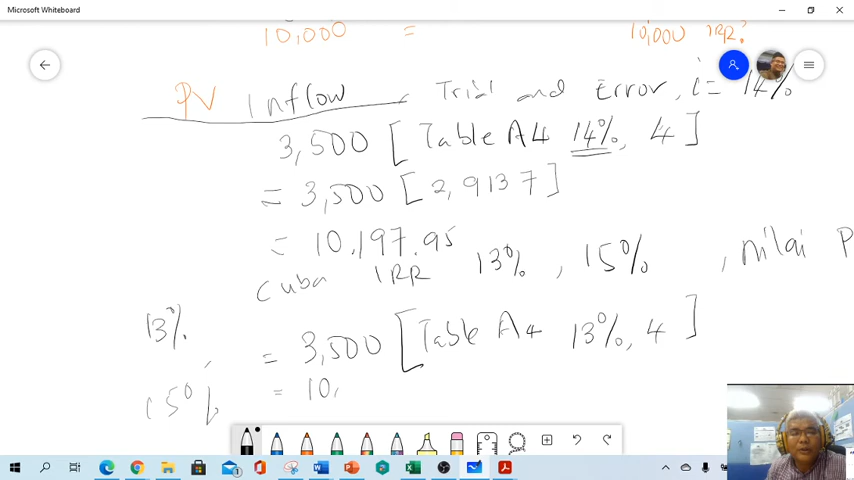 Microsoft Whiteboard
10,000 = 10,000 IRR?
PV Inflow Trial and Error, i = 14%
3,500 [Table A4 14%, 4]
= 3,500 [2,9137]
= 10.197.95
cuba IRR 13%, 15% , nilai P
13%
= 3,500 [Table A4 13%, 4]
15% = 10,